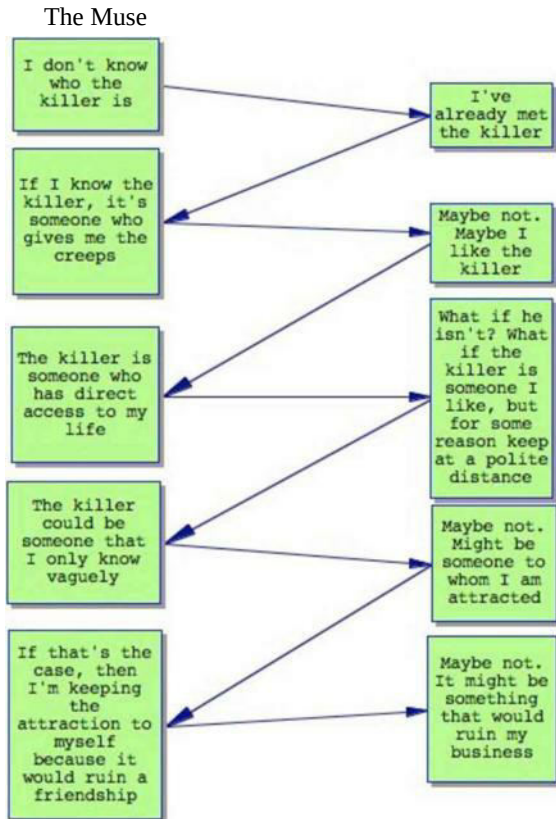 The Muse
I don't know
who the
killer is
I've
already met
the killer
If I know the
killer, it's
someone who
gives me the
creeps
Maybe not.
Maybe I
like the
killer
The killer is
someone who
has direct
access to my
life
What if he
isn't? What
if the
killer is
someone I
like, but
for some
reason keep
at a polite
distance
The killer
could be
someone that
I only know
vaguely
Maybe not.
Might be
someone to
whom I am
attracted
If that's the
case, then
I'm keeping
the
attraction to
myself
because it
would ruin a
friendship
Maybe not.
It might be
something
that would
ruin my
business